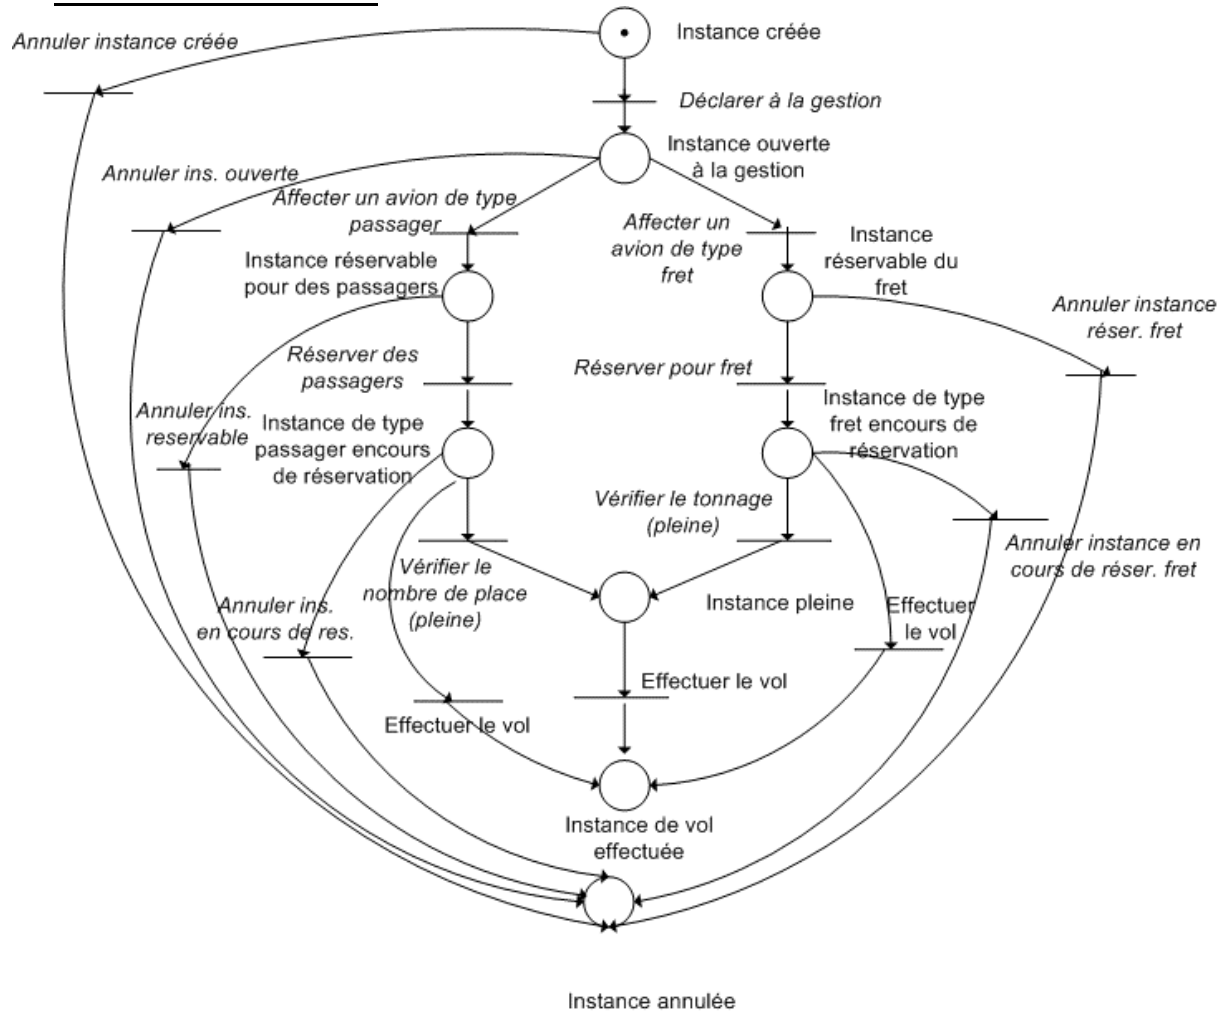 Annuler instance créée
Instance créée
Déclarer à la gestion
Instance ouverte
à la gestion
Annuler ins. ouverte
Affecter un avion de type
passager
Affecter un
avion de type
fret
Instance
réservable du
fret
Instance réservable
pour des passagers
Annuler instance
réser. fret
Réserver des
passagers
Réserver pour fret
Annuler ins.
reservable
Instance de type
passager encours
de réservation
Instance de type
fret encours de
réservation
Vérifier le tonnage
(pleine)
Annuler instance en
cours de réser. fret
Vérifier le
nombre de place
(pleine)
Annuler ins.
en cours de res.
Instance pleine
Effectuer
le vol
Effectuer le vol
Effectuer le vol
Instance de vol
effectuée
Instance annulée